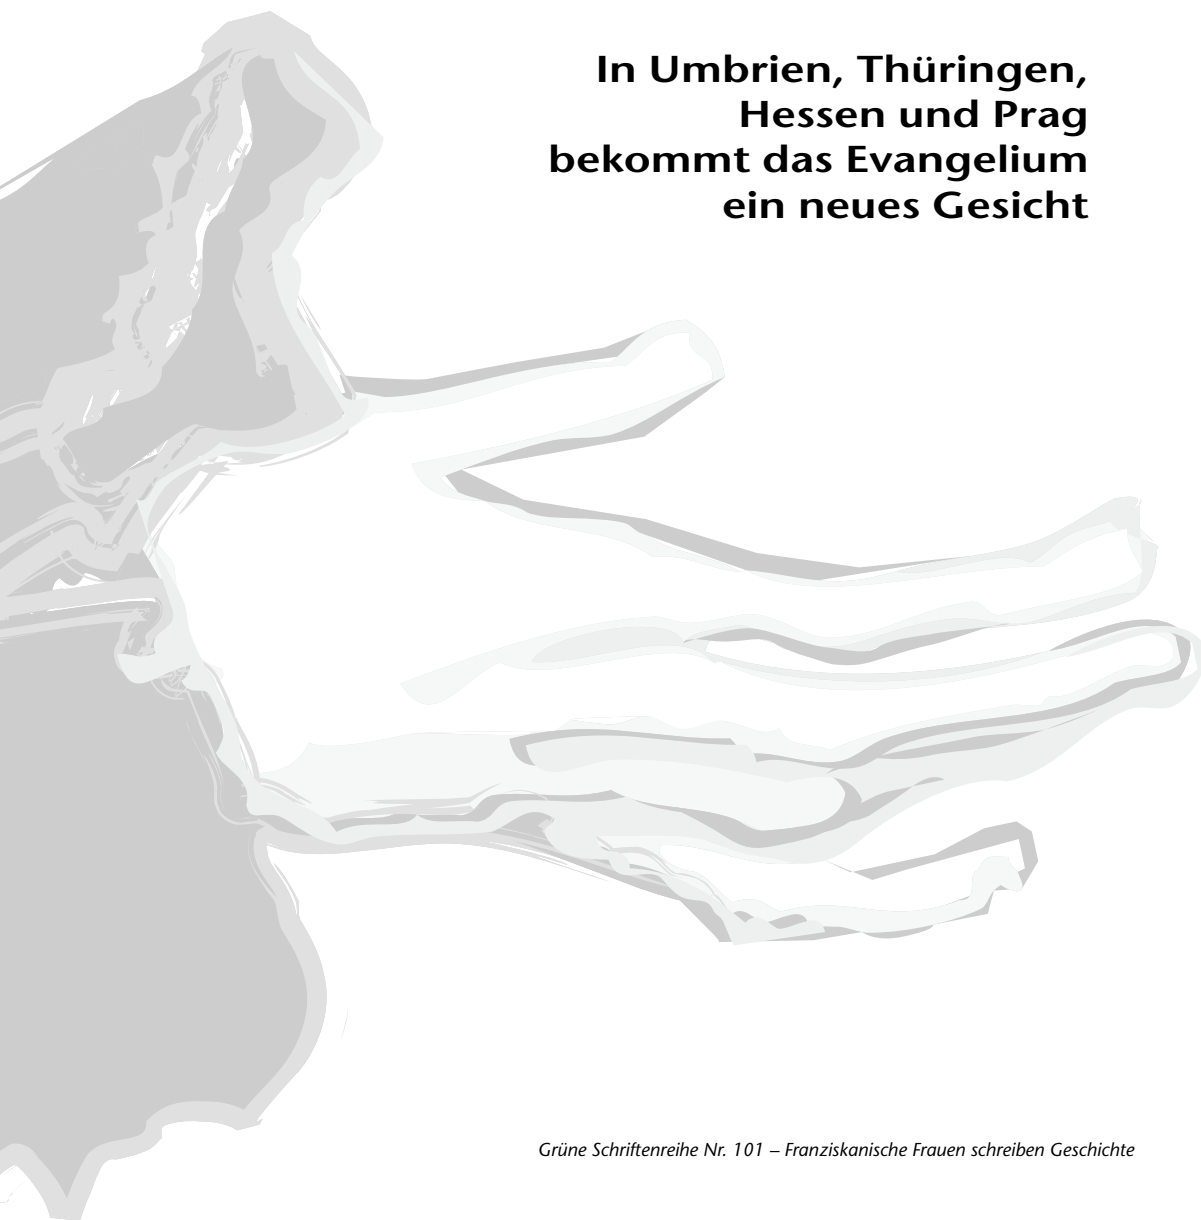 In Umbrien, Thüringen,
Hessen und Prag
bekommt das Evangelium
ein neues Gesicht
Grüne Schriftenreihe Nr. 101 – Franziskanische Frauen schreiben Geschichte